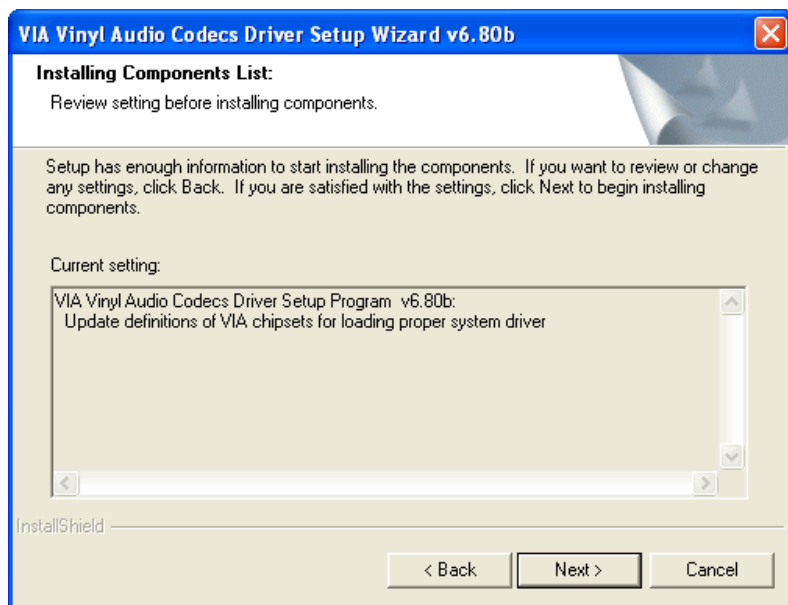 VIA Vinyl Audio Codecs Driver Setup Wizard v6.80b
Installing Components List:
Review setting before installing components.
Setup has enough information to start installing the components. If you want to review or change
any settings, click Back. If you are satisfied with the settings, click Next to begin installing
components.
Current setting:
VIA Vinyl Audio Codecs Driver Setup Program v6.80b:
Update definitions of VIA chipsets for loading proper system driver
InstallShield
< Back Next > Cancel